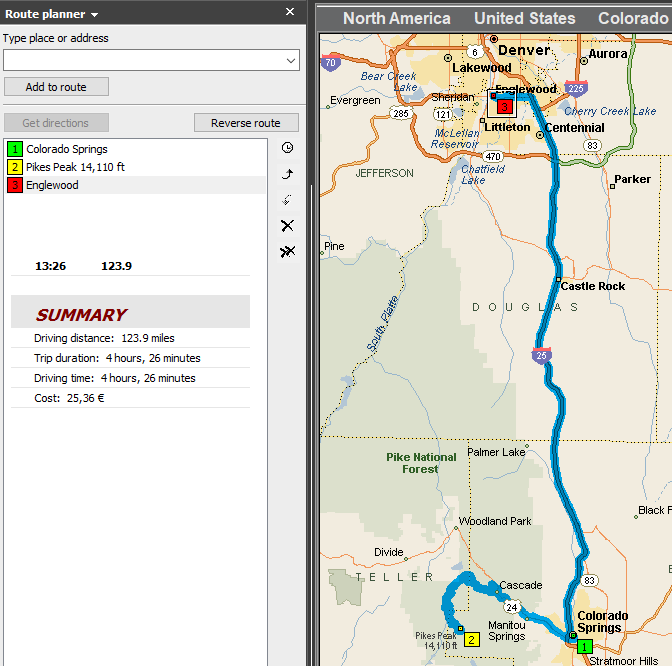 Route planner
Type place or address
Add to route
Get directions
Reverse route
1 Colorado Springs
2 Pikes Peak 14,110 ft
3 Englewood
13:26 123.9
SUMMARY
Driving distance: 123.9 miles
Trip duration: 4 hours, 26 minutes
Driving time: 4 hours, 26 minutes
Cost: 25,36 €
North America United States Colorado
6
Denver
70
Lakewood
Aurora
Bear Creek
Lake
Englewood
225
Evergreen
Sheridan
3
285
121
Cherry Creek Lake
Littleton
Centennial
McLellan
Reservoir
83
470
JEFFERSON
Chatfield
Lake
Parker
Pine
Castle Rock
South Platte
DOUGLAS
25
Pike National
Forest
Palmer Lake
Black F
Woodland Park
Divide
TELLER
83
Cascade
24
Colorado
Springs
Manitou
Springs
Pikes Peak
14,110 ft
2
1
Stratmoor Hills